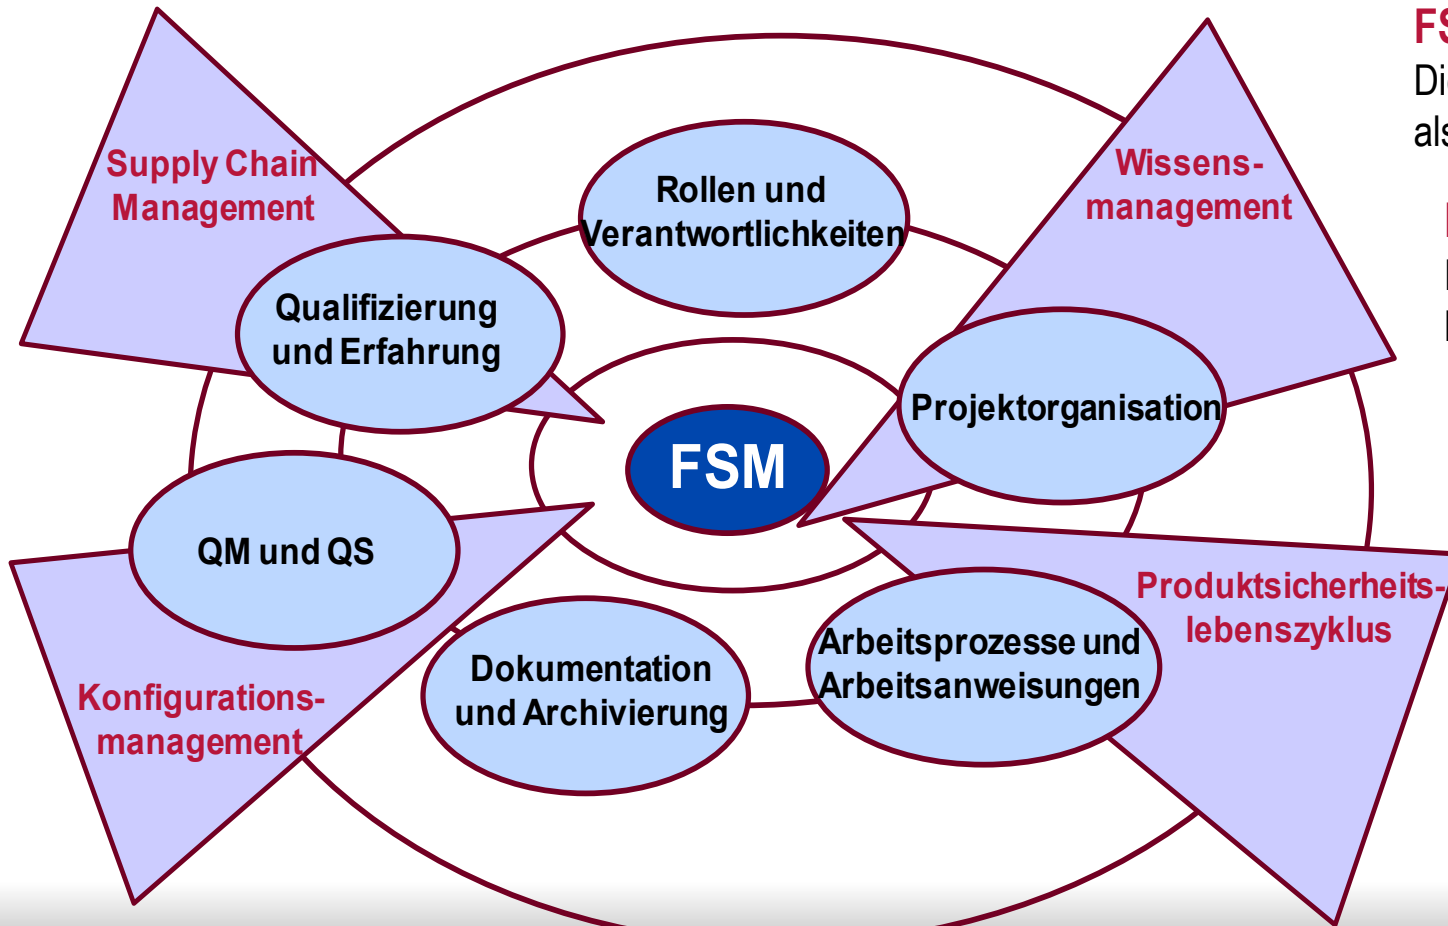 Supply Chain
Management
Rollen und
Verantwortlichkeiten
Wissens-
management
Qualifizierung
und Erfahrung
Projektorganisation
FSM
QM und QS
Produktsicherheits-
lebenszyklus
Arbeitsprozesse und
Arbeitsanweisungen
Dokumentation
und Archivierung
Konfigurations-
management